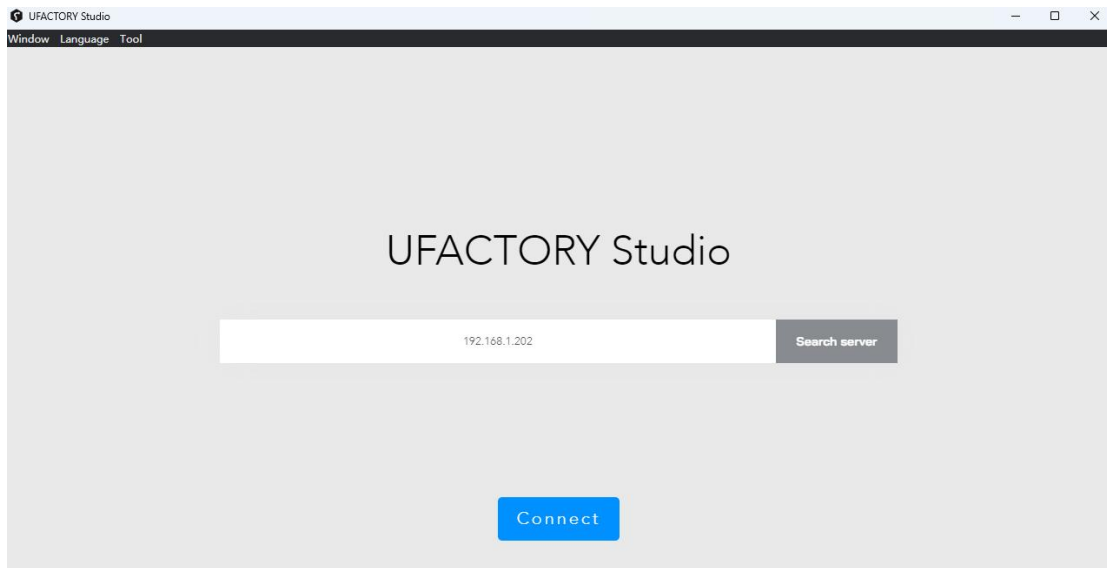 UFACTORY Studio
Window Language Tool
UFACTORY Studio
192.168.1.202 Search server
Connect